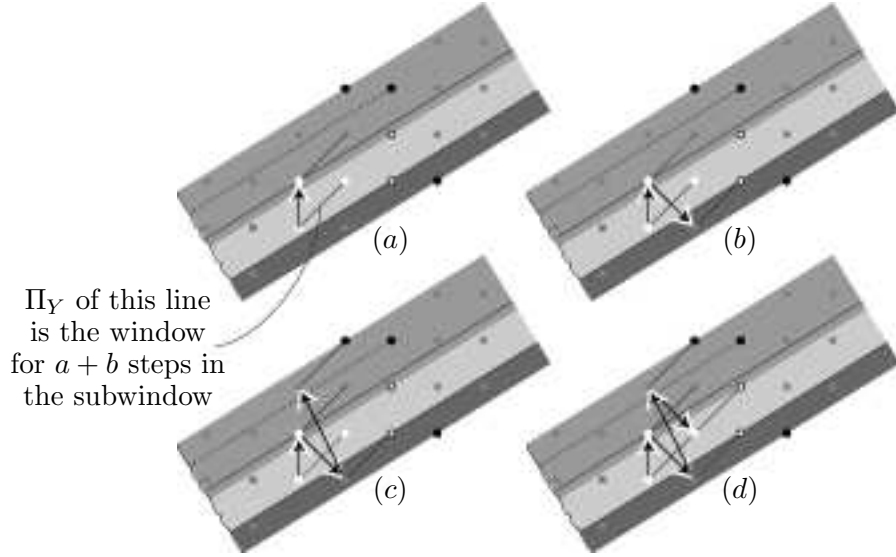 (a)
(b)
Π_Y of this line
is the window
for a + b steps in
the subwindow
(c)
(d)